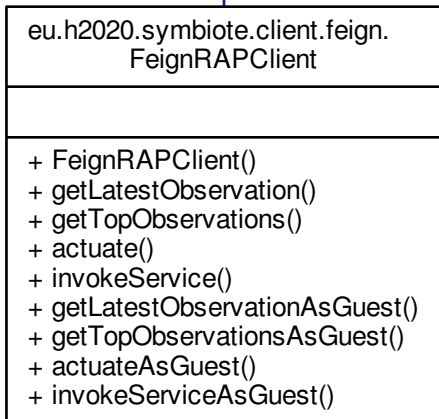 eu.h2020.symbiote.client.feign.
FeignRAPClient
+ FeignRAPClient()
+ getLatestObservation()
+ getTopObservations()
+ actuate()
+ invokeService()
+ getLatestObservationAsGuest()
+ getTopObservationsAsGuest()
+ actuateAsGuest()
+ invokeServiceAsGuest()